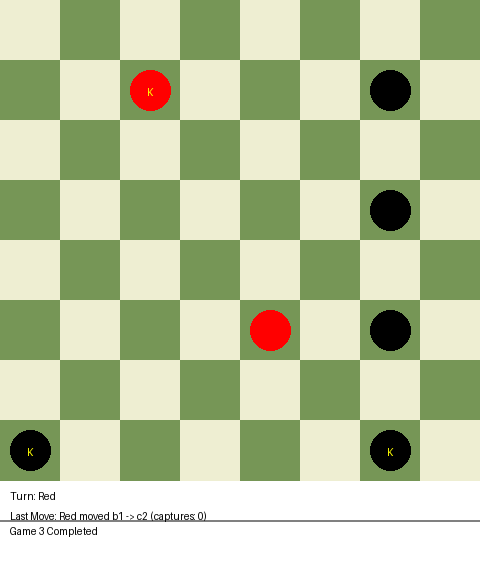 K
K
K
Turn: Red
Last Move: Red moved b1 -> c2 (captures: 0)
Game 3 Completed